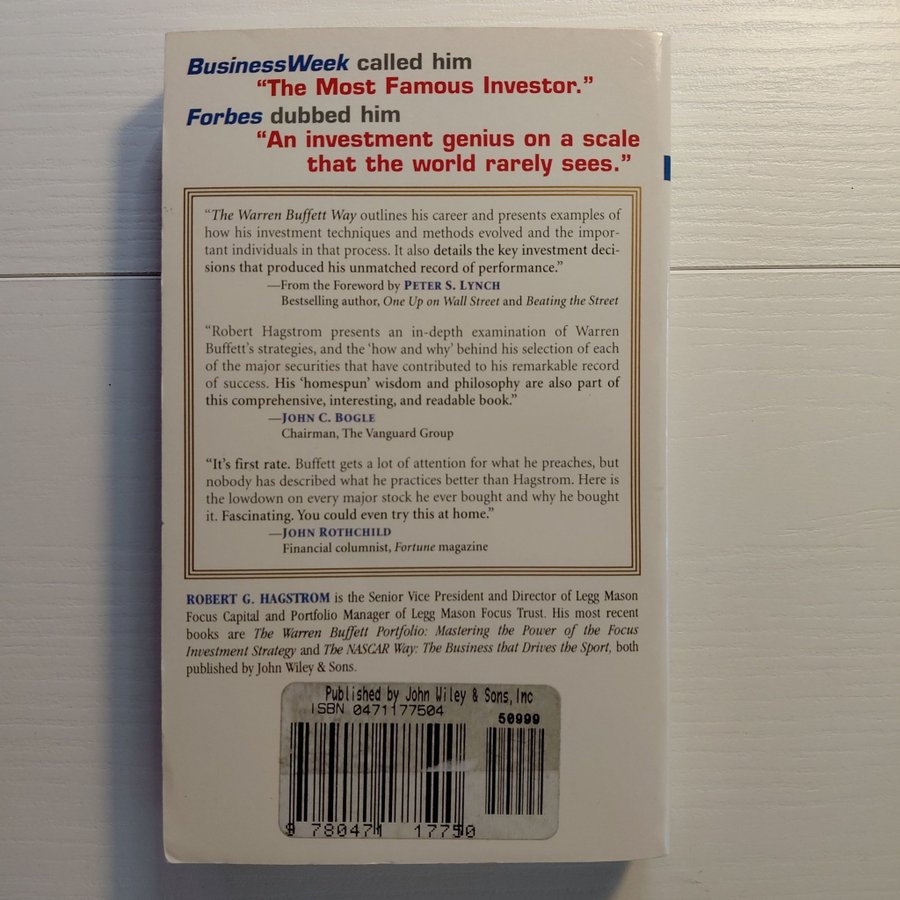 BusinessWeek called him
"The Most Famous Investor."
Forbes dubbed him
"An investment genius on a scale
that the world rarely sees."
"The Warren Buffett Way outlines his career and presents examples of
how his investment techniques and methods evolved and the impor-
tant individuals in that process. It also details the key investment deci-
sions that produced his unmatched record of performance."
—From the Foreword by PETER S. LYNCH
Bestselling author, One Up on Wall Street and Beating the Street
"Robert Hagstrom presents an in-depth examination of Warren
Buffett's strategies, and the 'how and why' behind his selection of each
of the major securities that have contributed to his remarkable record
of success. His 'homespun' wisdom and philosophy are also part of
this comprehensive, interesting, and readable book."
—JOHN C. BOGLE
Chairman, The Vanguard Group
"It's first rate. Buffett gets a lot of attention for what he preaches, but
nobody has described what he practices better than Hagstrom. Here is
the lowdown on every major stock he ever bought and why he bought
it. Fascinating. You could even try this at home."
—JOHN ROTHCHILD
Financial columnist, Fortune magazine
ROBERT G. HAGSTROM is the Senior Vice President and Director of Legg Mason
Focus Capital and Portfolio Manager of Legg Mason Focus Trust. His most recent
books are The Warren Buffett Portfolio: Mastering the Power of the Focus
Investment Strategy and The NASCAR Way: The Business that Drives the Sport, both
published by John Wiley & Sons.
Published by John Wiley & Sons,Inc
ISBN 0471177504
50999
9 780471 17750